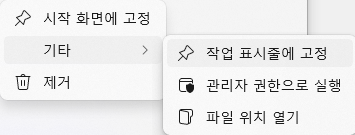 시작 화면에 고정
기타
제거
작업 표시줄에 고정
관리자 권한으로 실행
파일 위치 열기